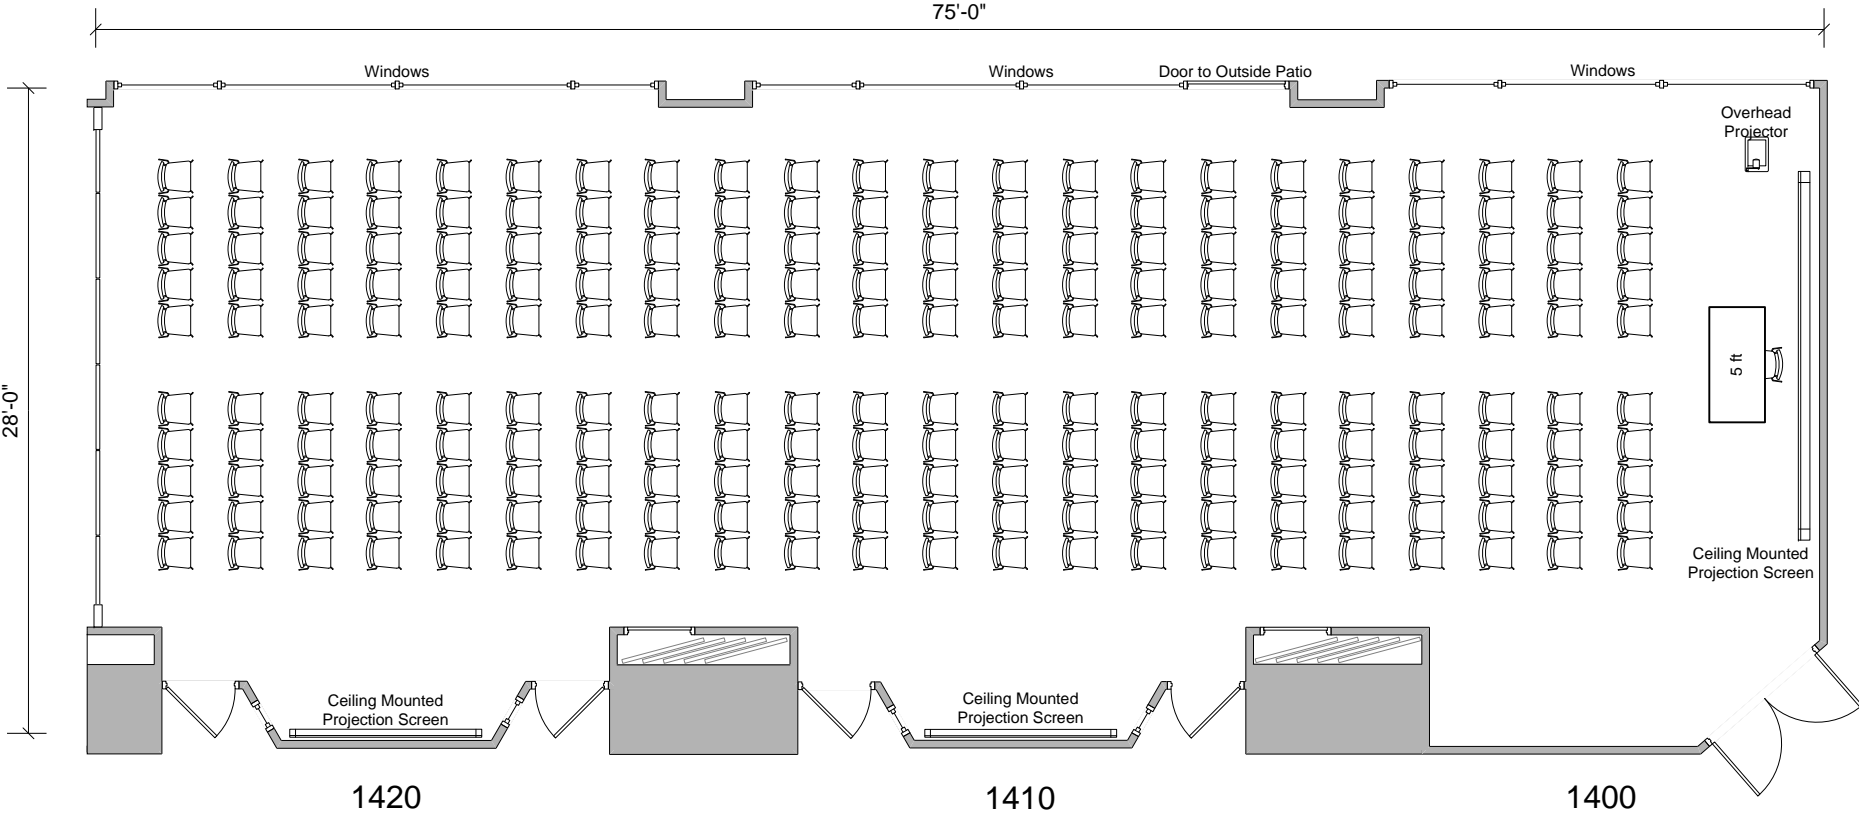 75'-0"
Windows
Windows
Door to Outside Patio
Windows
Overhead
Projector
28'-0"
5 ft
Ceiling Mounted
Projection Screen
Ceiling Mounted
Projection Screen
Ceiling Mounted
Projection Screen
1420
1410
1400